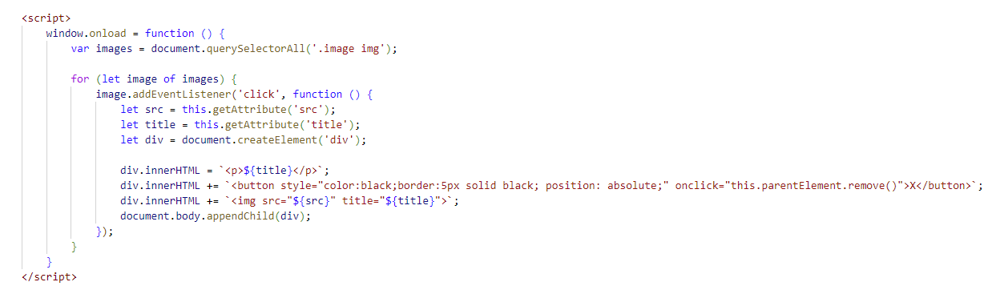 <script>
window.onload = function () {
var images = document.querySelectorAll('.image img');
for (let image of images) {
image.addEventListener('click', function () {
let src = this.getAttribute('src');
let title = this.getAttribute('title');
let div = document.createElement('div');
div.innerHTML = `<p>${title}</p>`;
div.innerHTML += `<button style="color:black;border:5px solid black; position: absolute;" onclick="this.parentElement.remove()">X</button>`;
div.innerHTML += `<img src="${src}" title="${title}">`;
document.body.appendChild(div);
});
}
}
</script>